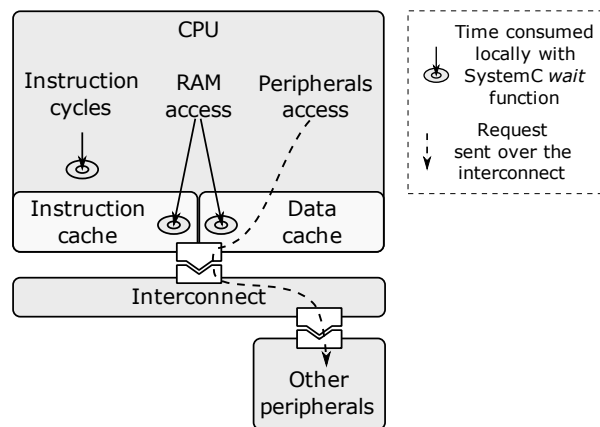 CPU
Instruction
cycles
RAM
access
Peripherals
access
Instruction
cache
Data
cache
Interconnect
Other
peripherals
Time consumed
locally with
SystemC wait
function
Request
sent over the
interconnect